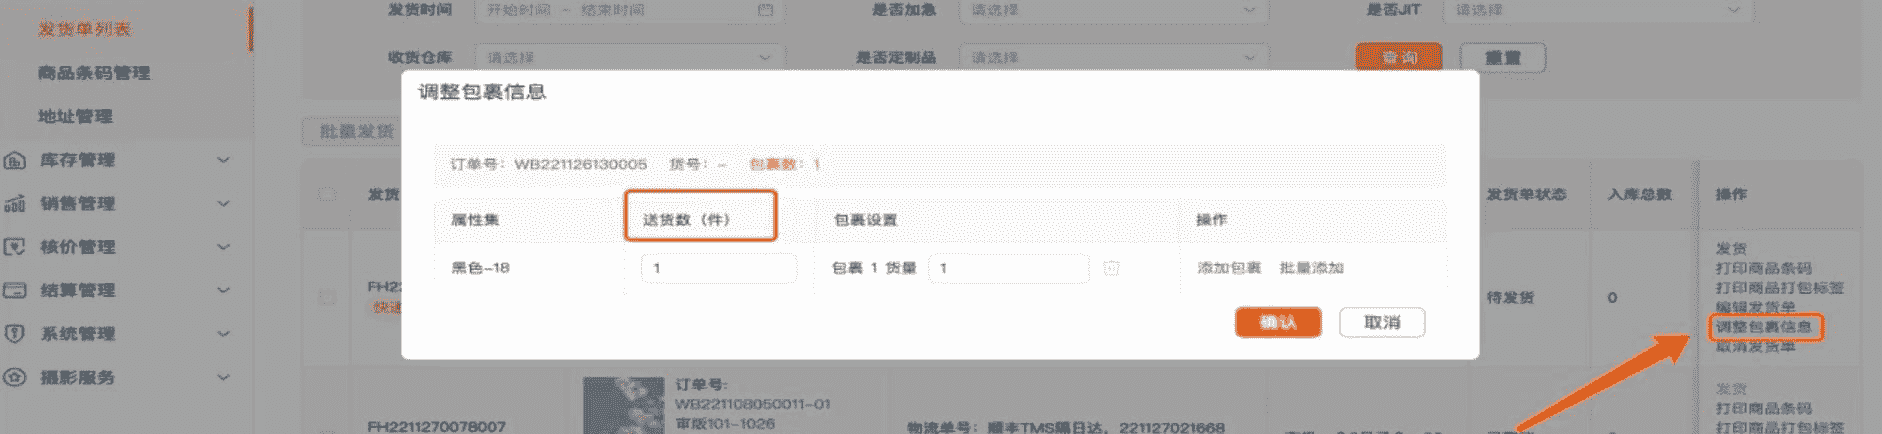 发货单列表
商品条码管理
地址管理
库存管理
销售管理
核价管理
结算管理
系统管理
摄影服务
发货时间 开始时间 - 结束时间 是否加急 请选择 是否JIT 请选择
收货仓库 请选择 是否定制品 请选择 查询 重置
批量发货
调整包裹信息
订单号：WB221126130005 货号：- 包裹数：1
属性集 送货数（件） 包裹设置 操作
黑色-18 1 包裹 1 货量 1 添加包裹 批量添加
确认 取消
发货 发货单状态 入库总数 操作
FH22
快递
待发货 0
发货
打印商品条码
打印商品打包标签
编辑发货单
调整包裹信息
取消发货单
FH2211270078007
订单号:
WB221108050011-01
审版101-1026
物流单号：顺丰TMS隔日达，221127021668
发货
打印商品条码
打印商品打包标签